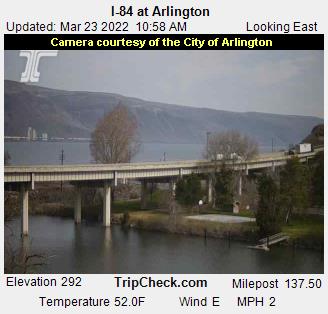 I-84 at Arlington
Updated: Mar 23 2022 10:58 AM Looking East
Camera courtesy of the City of Arlington
Elevation 292 TripCheck.com Milepost 137.50
Temperature 52.0F Wind E MPH 2